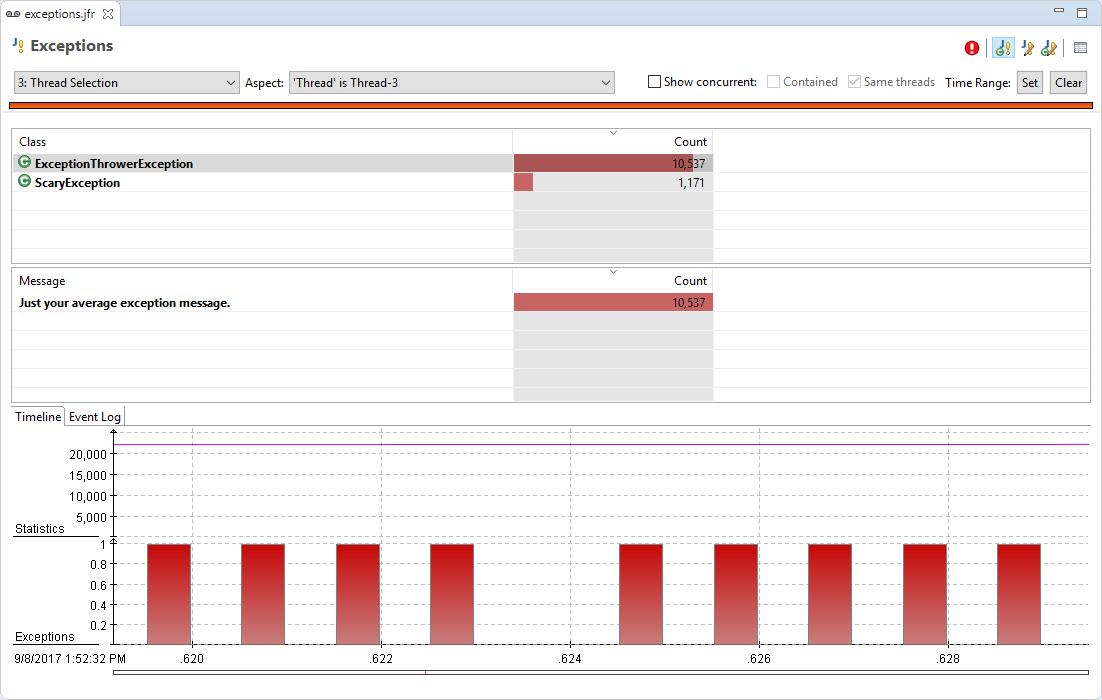 exceptions.jfr
Exceptions
3: Thread Selection Aspect: 'Thread' is Thread-3 Show concurrent: Contained Same threads Time Range: Set Clear
Class Count
ExceptionThrowerException 10,537
ScaryException 1,171
Message Count
Just your average exception message. 10,537
Timeline Event Log
20,000
15,000
10,000
5,000
Statistics
1
0.8
0.6
0.4
0.2
Exceptions
9/8/2017 1:52:32 PM .620 .622 .624 .626 .628